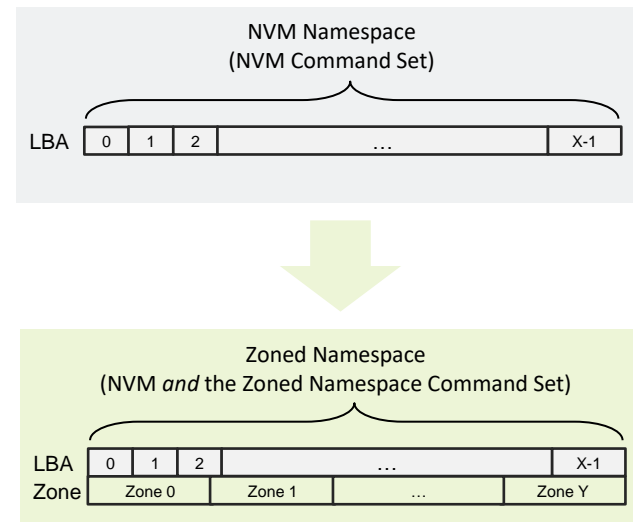 NVM Namespace
(NVM Command Set)
LBA 0 1 2 … X-1
Zoned Namespace
(NVM and the Zoned Namespace Command Set)
LBA 0 1 2 … X-1
Zone Zone 0 Zone 1 … Zone Y